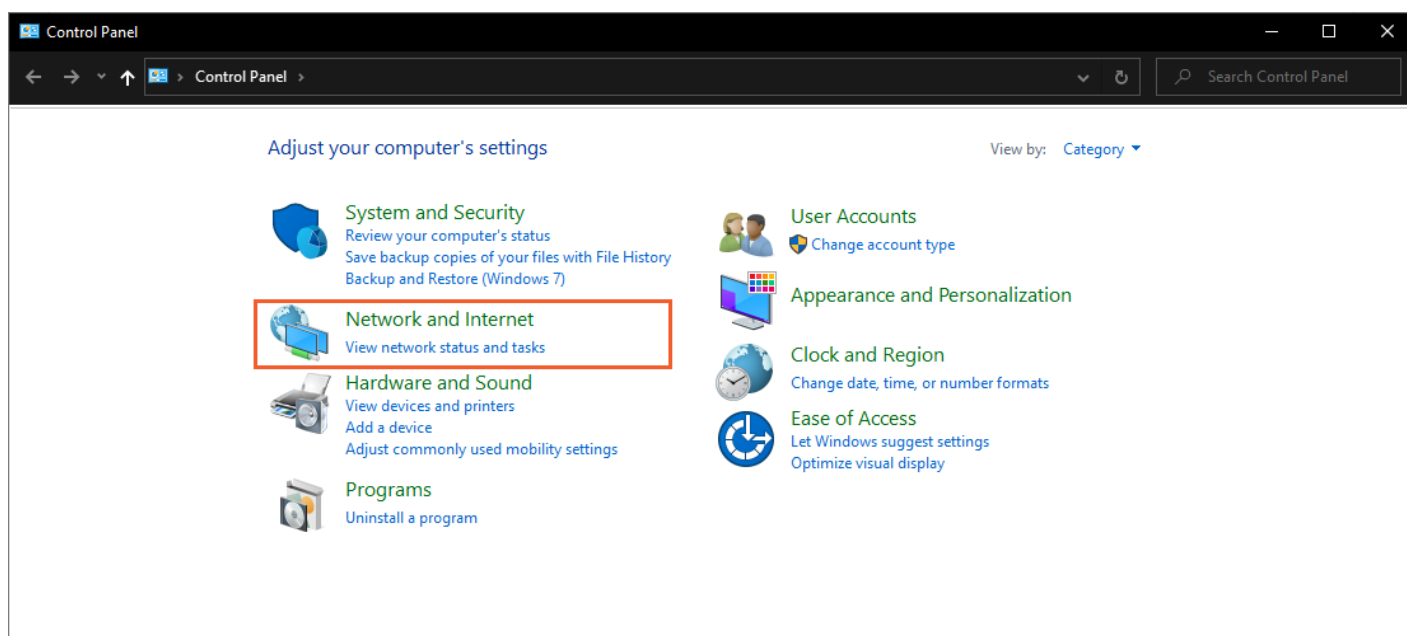 Control Panel
Control Panel
Search Control Panel
Adjust your computer's settings
View by: Category
System and Security
Review your computer's status
Save backup copies of your files with File History
Backup and Restore (Windows 7)
Network and Internet
View network status and tasks
Hardware and Sound
View devices and printers
Add a device
Adjust commonly used mobility settings
Programs
Uninstall a program
User Accounts
Change account type
Appearance and Personalization
Clock and Region
Change date, time, or number formats
Ease of Access
Let Windows suggest settings
Optimize visual display